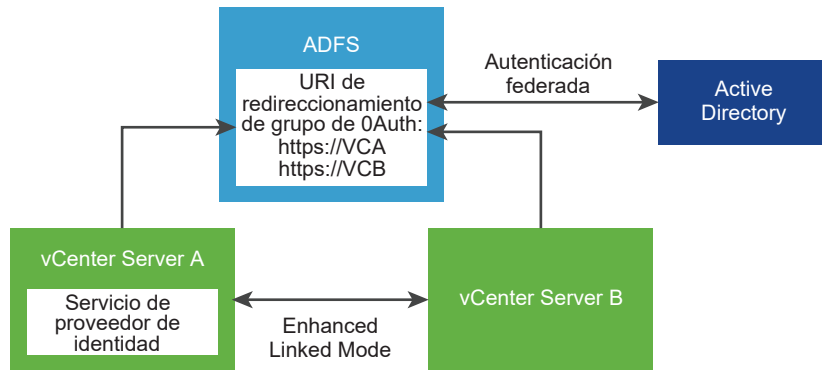 ADFS
URI de
redireccionamiento
de grupo de 0Auth:
https://VCA
https://VCB
Autenticación
federada
Active
Directory
vCenter Server A
Servicio de
proveedor de
identidad
Enhanced
Linked Mode
vCenter Server B